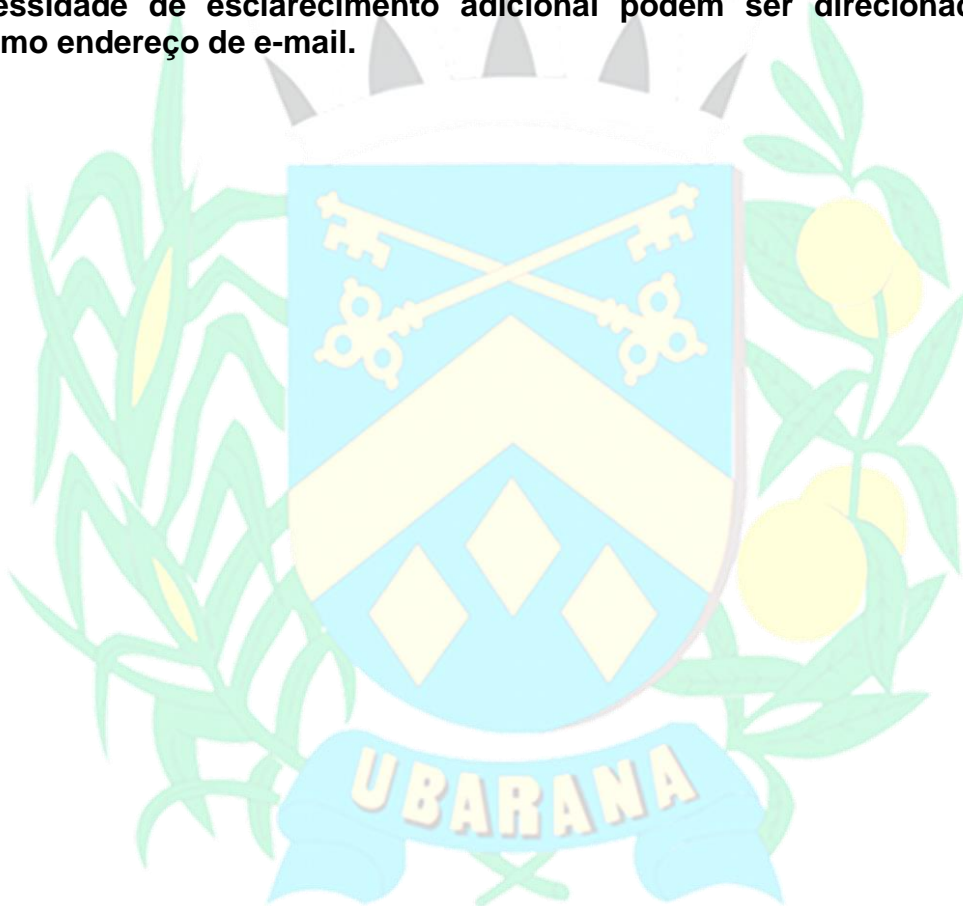 essidade de esclarecimento adicional podem ser direcionad
mo endereço de e-mail.
UBARANA